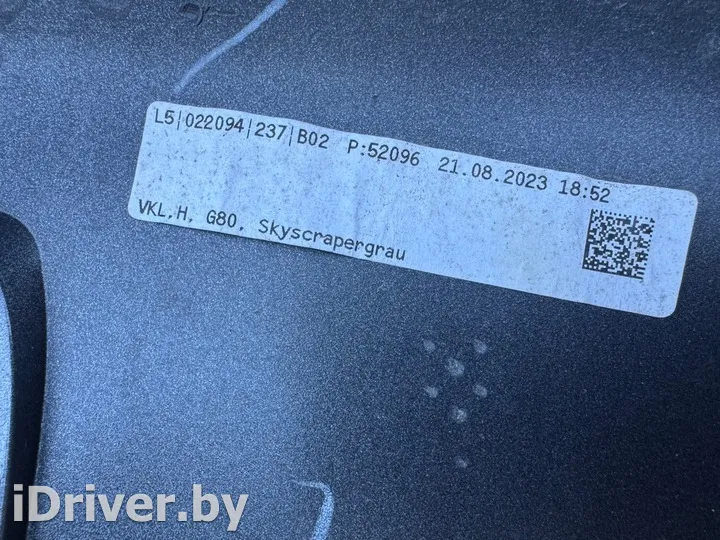 L5|022094|237|B02 P:52096 21.08.2023 18:52
VKL.H. G80, Skyscrapergrau
iDriver.by